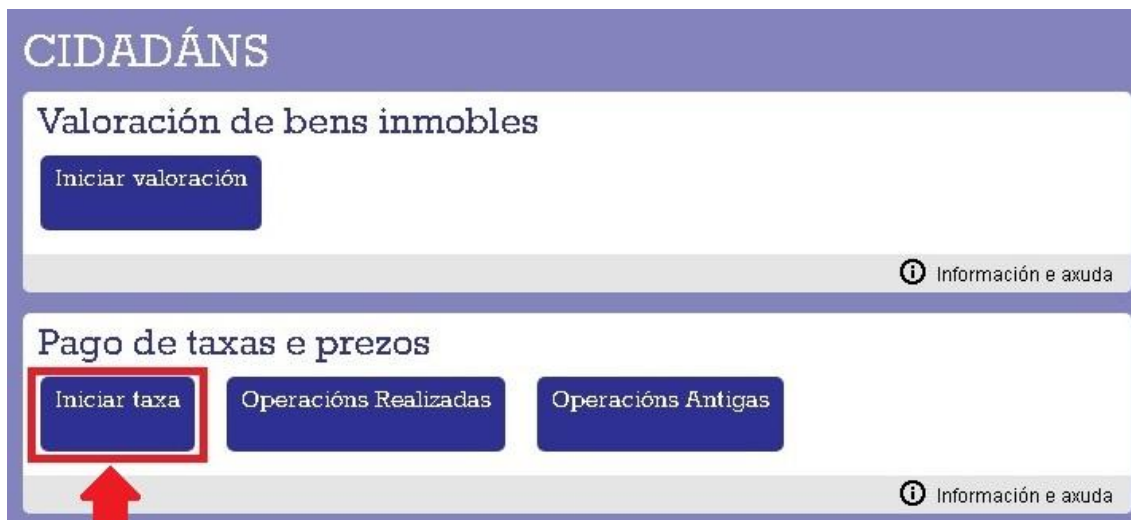 CIDADÁNS
Valoración de bens inmobles
Iniciar valoración
Información e axuda
Pago de taxas e prezos
Iniciar taxa
Operacións Realizadas
Operacións Antigas
Información e axuda